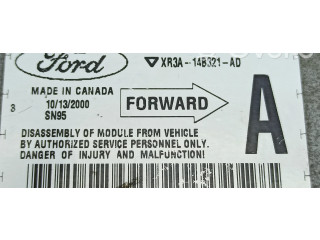 Ford
XR3A-14B321-AD
MADE IN CANADA
3 10/13/2000
SN95
FORWARD
A
DISASSEMBLY OF MODULE FROM VEHICLE
BY AUTHORIZED SERVICE PERSONNEL ONLY.
DANGER OF INJURY AND MALFUNCTION!